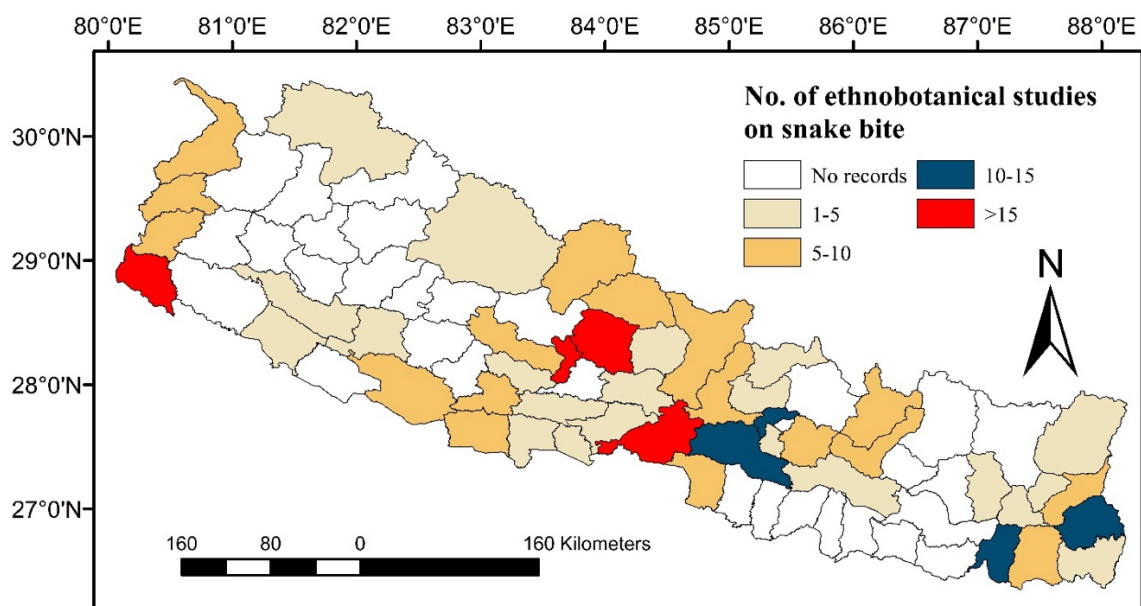 80°0'E 81°0'E 82°0'E 83°0'E 84°0'E 85°0'E 86°0'E 87°0'E 88°0'E
No. of ethnobotanical studies
on snake bite
No records 10-15
1-5 >15
5-10
N
30°0'N
29°0'N
28°0'N
27°0'N
160 80 0 160 Kilometers